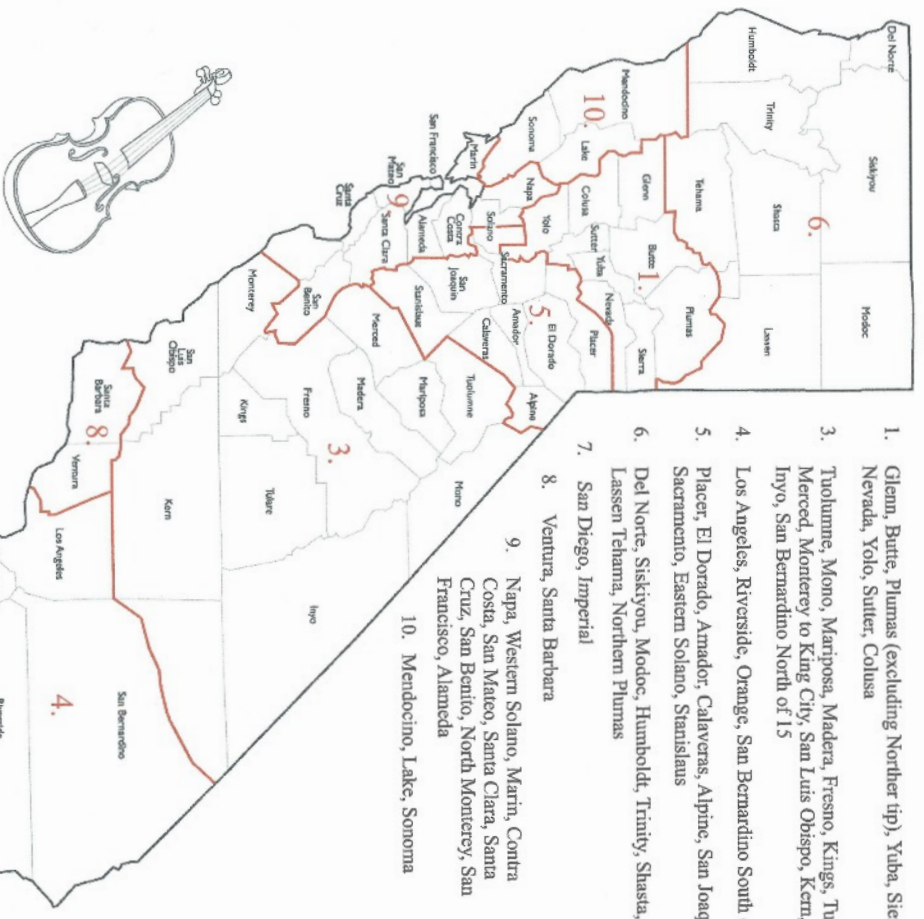 1. Glenn, Butte, Plumas (excluding Norther tip), Yuba, Sie
Nevada, Yolo, Sutter, Colusa
3. Tuolumne, Mono, Mariposa, Madera, Fresno, Kings, Tu
Merced, Monterey to King City, San Luis Obispo, Kern,
Inyo, San Bernardino North of 15
4. Los Angeles, Riverside, Orange, San Bernardino South
5. Placer, El Dorado, Amador, Calaveras, Alpine, San Joaq
Sacramento, Eastern Solano, Stanislaus
6. Del Norte, Siskiyou, Modoc, Humboldt, Trinity, Shasta,
Lassen Tehama, Northern Plumas
7. San Diego, Imperial
8. Ventura, Santa Barbara
9. Napa, Western Solano, Marin, Contra
Costa, San Mateo, Santa Clara, Santa
Cruz, San Benito, North Monterey, San
Francisco, Alameda
10. Mendocino, Lake, Sonoma
Del Norte
Siskiyou
Modoc
6.
Humboldt
Trinity
Shasta
Lassen
Tehama
Plumas
Mendocino
10.
Glenn
Butte
1.
Sierra
Lake
Colusa
Sutter
Yuba
Nevada
Placer
Sonoma
Napa
Yolo
El Dorado
5.
Alpine
Marin
Solano
Sacramento
Amador
Calaveras
San
Francisco
Contra
Costa
San
Joaquin
Tuolumne
Mono
San
Mateo
9
Alameda
Stanislaus
Mariposa
Santa
Cruz
Santa Clara
Merced
Madera
San
Benito
Fresno
3.
Monterey
Kings
Tulare
Inyo
San
Luis
Obispo
Kern
Santa
Barbara
8.
Ventura
Los Angeles
San Bernardino
4.